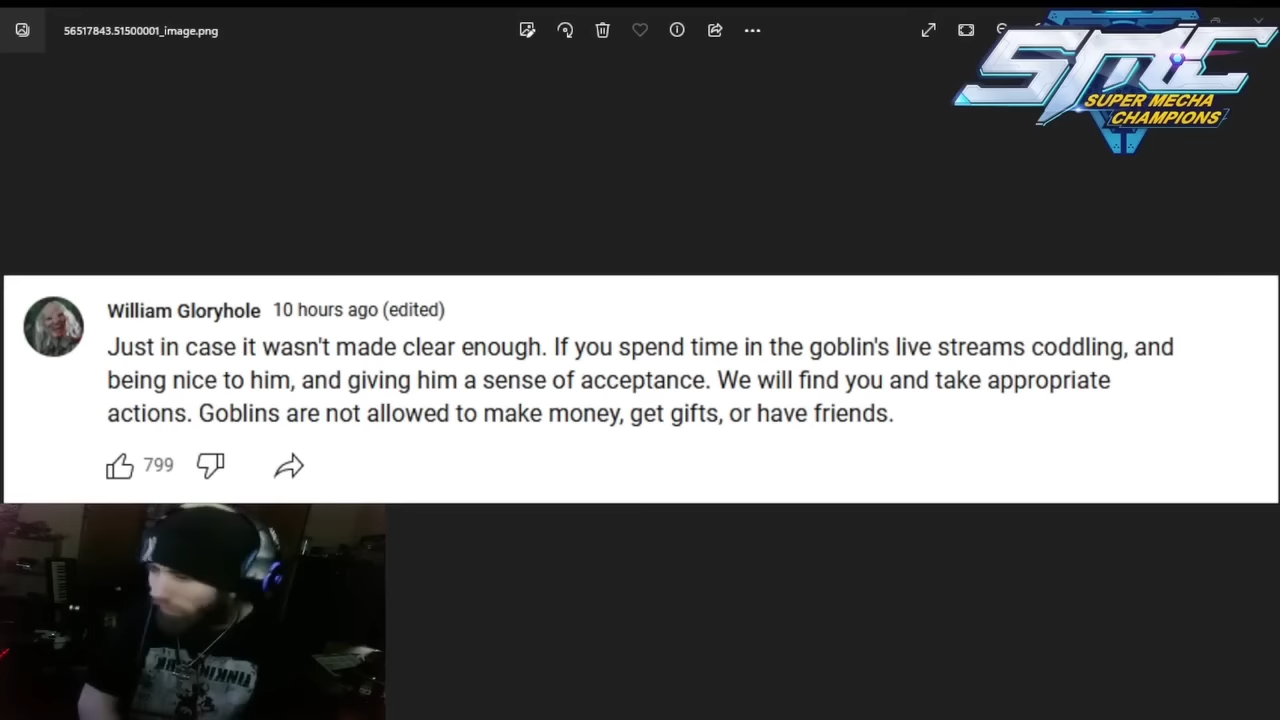 56517843.51500001_image.png
SMC
SUPER MECHA
CHAMPIONS
William Gloryhole 10 hours ago (edited)
Just in case it wasn't made clear enough. If you spend time in the goblin's live streams coddling, and
being nice to him, and giving him a sense of acceptance. We will find you and take appropriate
actions. Goblins are not allowed to make money, get gifts, or have friends.
799